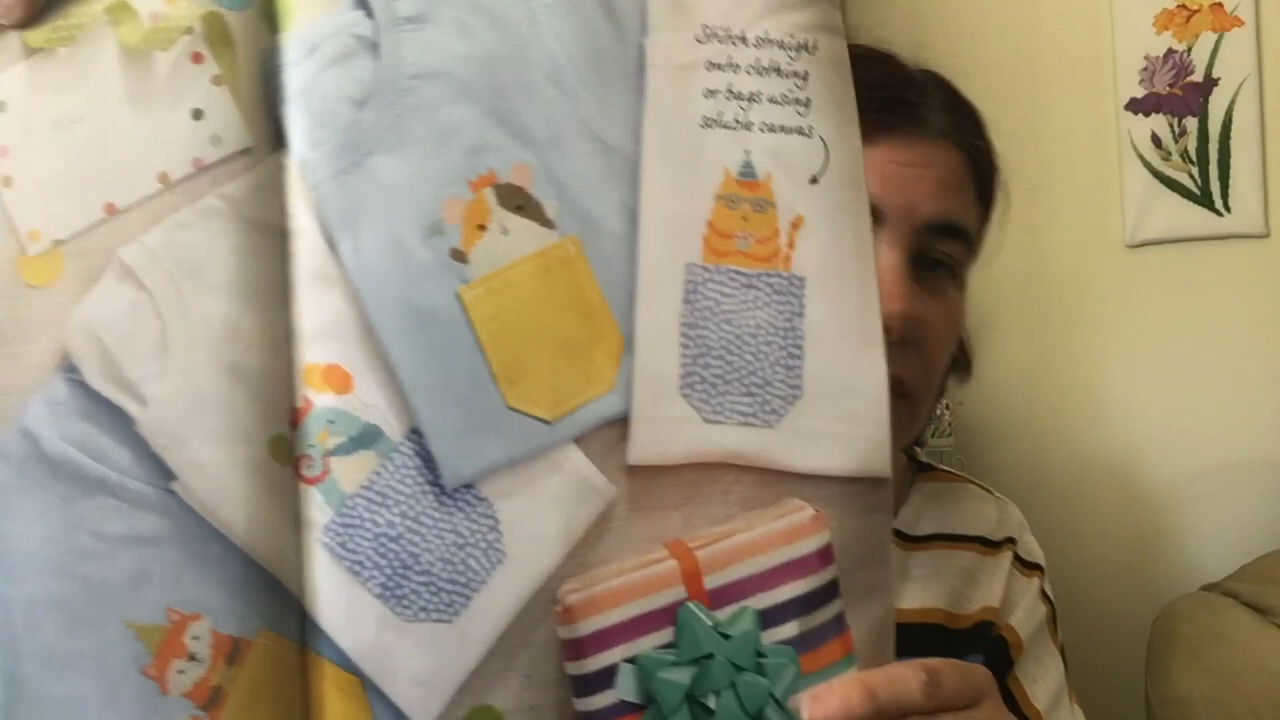 Stitch straight
onto clothing
or bags using
soluble canvas